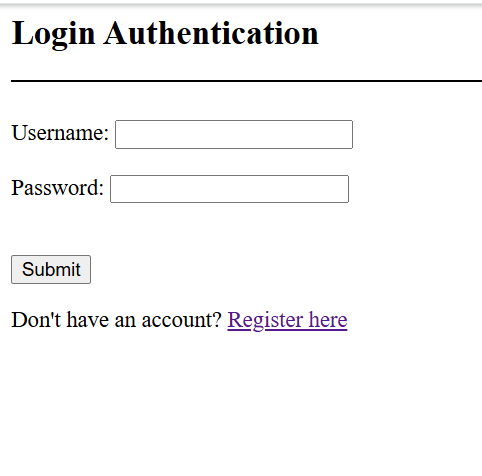 Login Authentication
Username:
Password:
Submit
Don't have an account? Register here